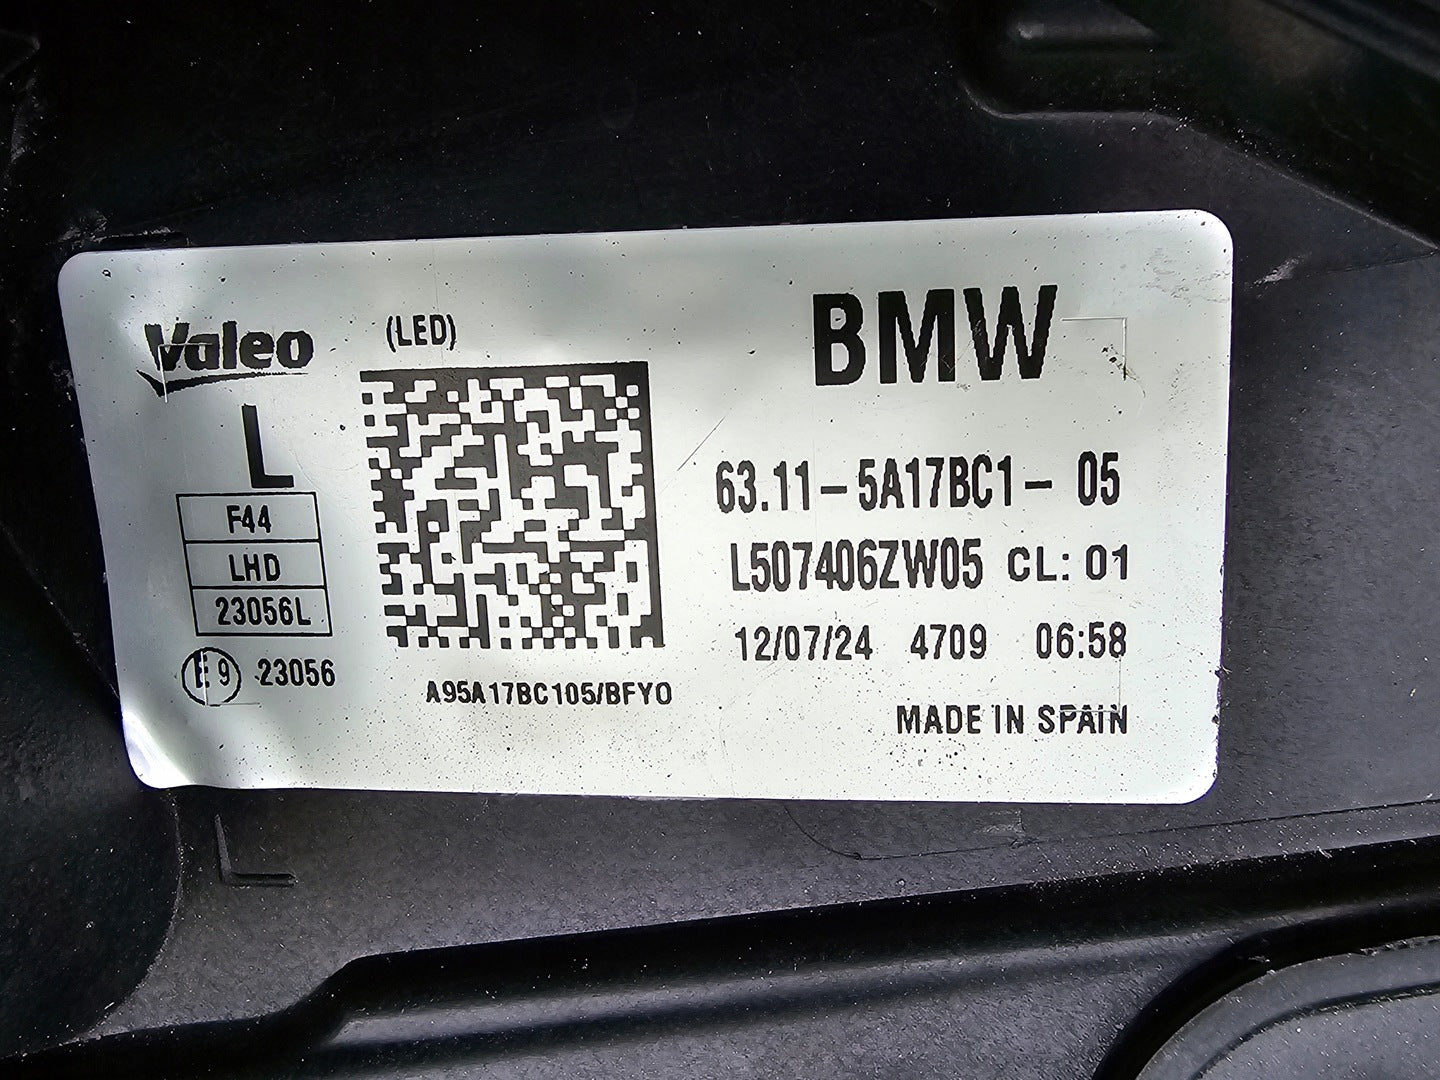 Valeo
(LED)
BMW
L
F44
LHD
23056L
E9 23056
A95A17BC105/BFY0
63.11-5A17BC1-05
L507406ZW05 CL: 01
12/07/24 4709 06:58
MADE IN SPAIN